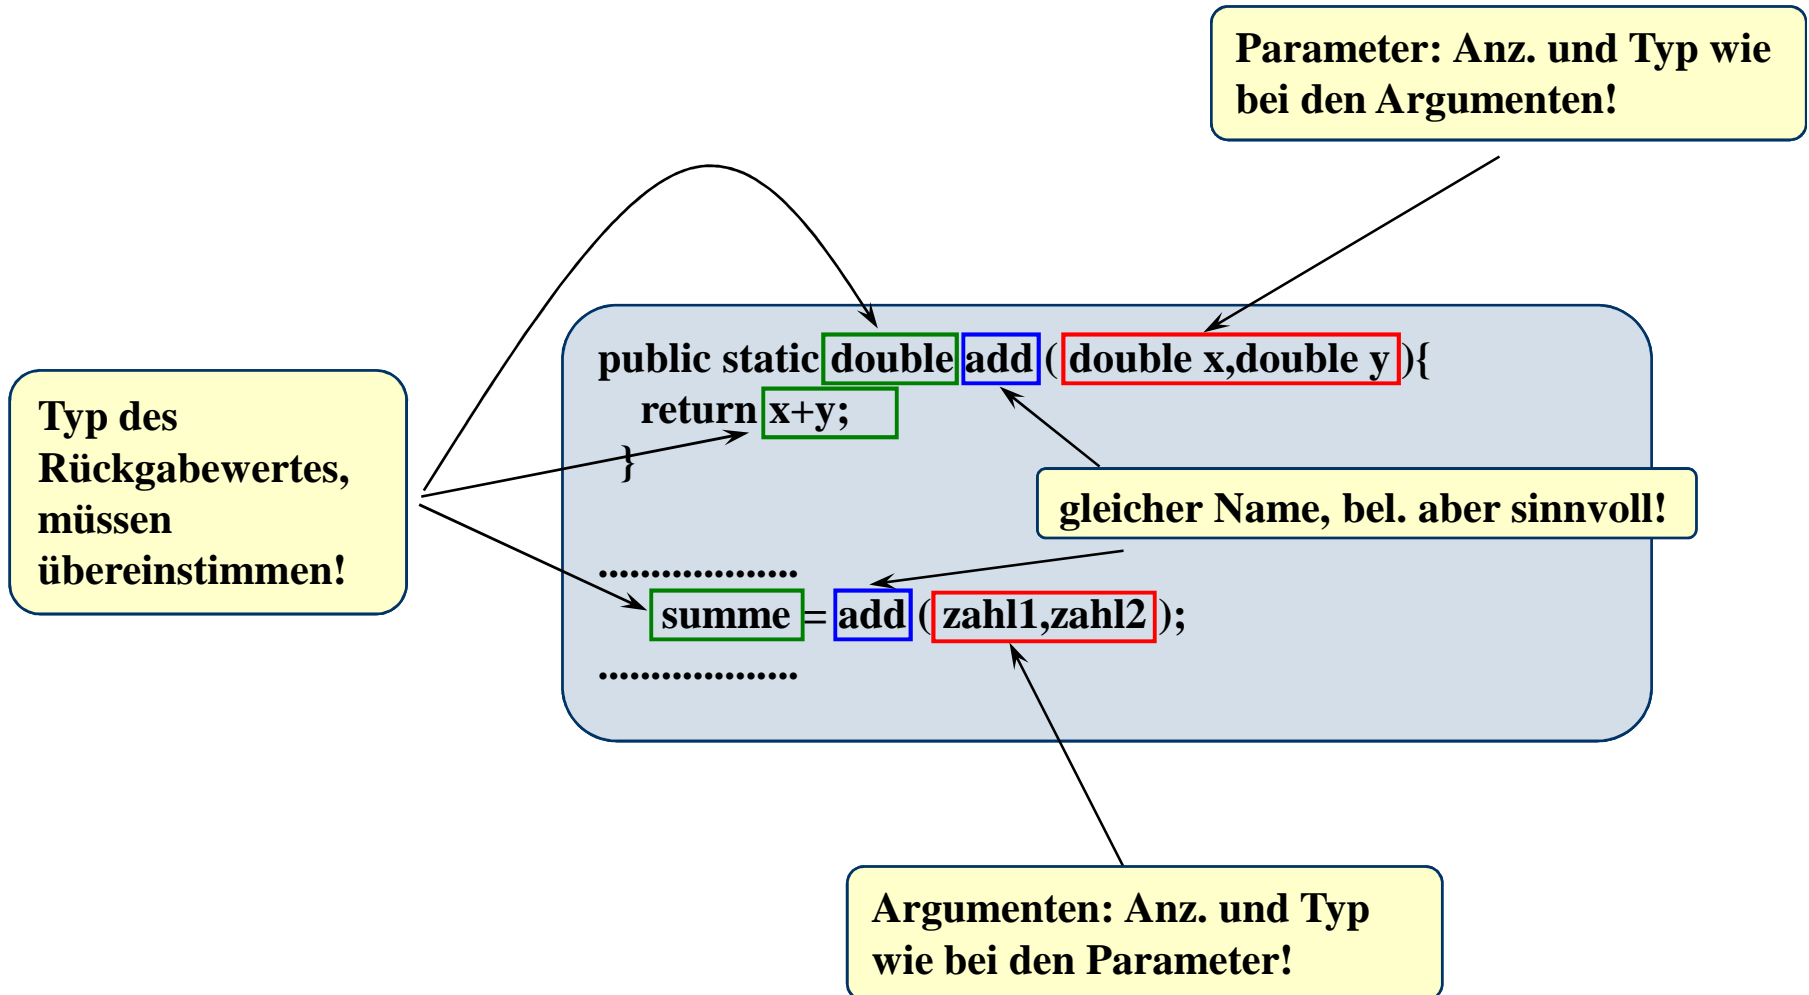 Parameter: Anz. und Typ wie
bei den Argumenten!
public static double add ( double x,double y ){
return x+y;
}
Typ des
Rückgabewertes,
müssen
übereinstimmen!
gleicher Name, bel. aber sinnvoll!
...................
summe = add ( zahl1,zahl2 );
...................
Argumenten: Anz. und Typ
wie bei den Parameter!